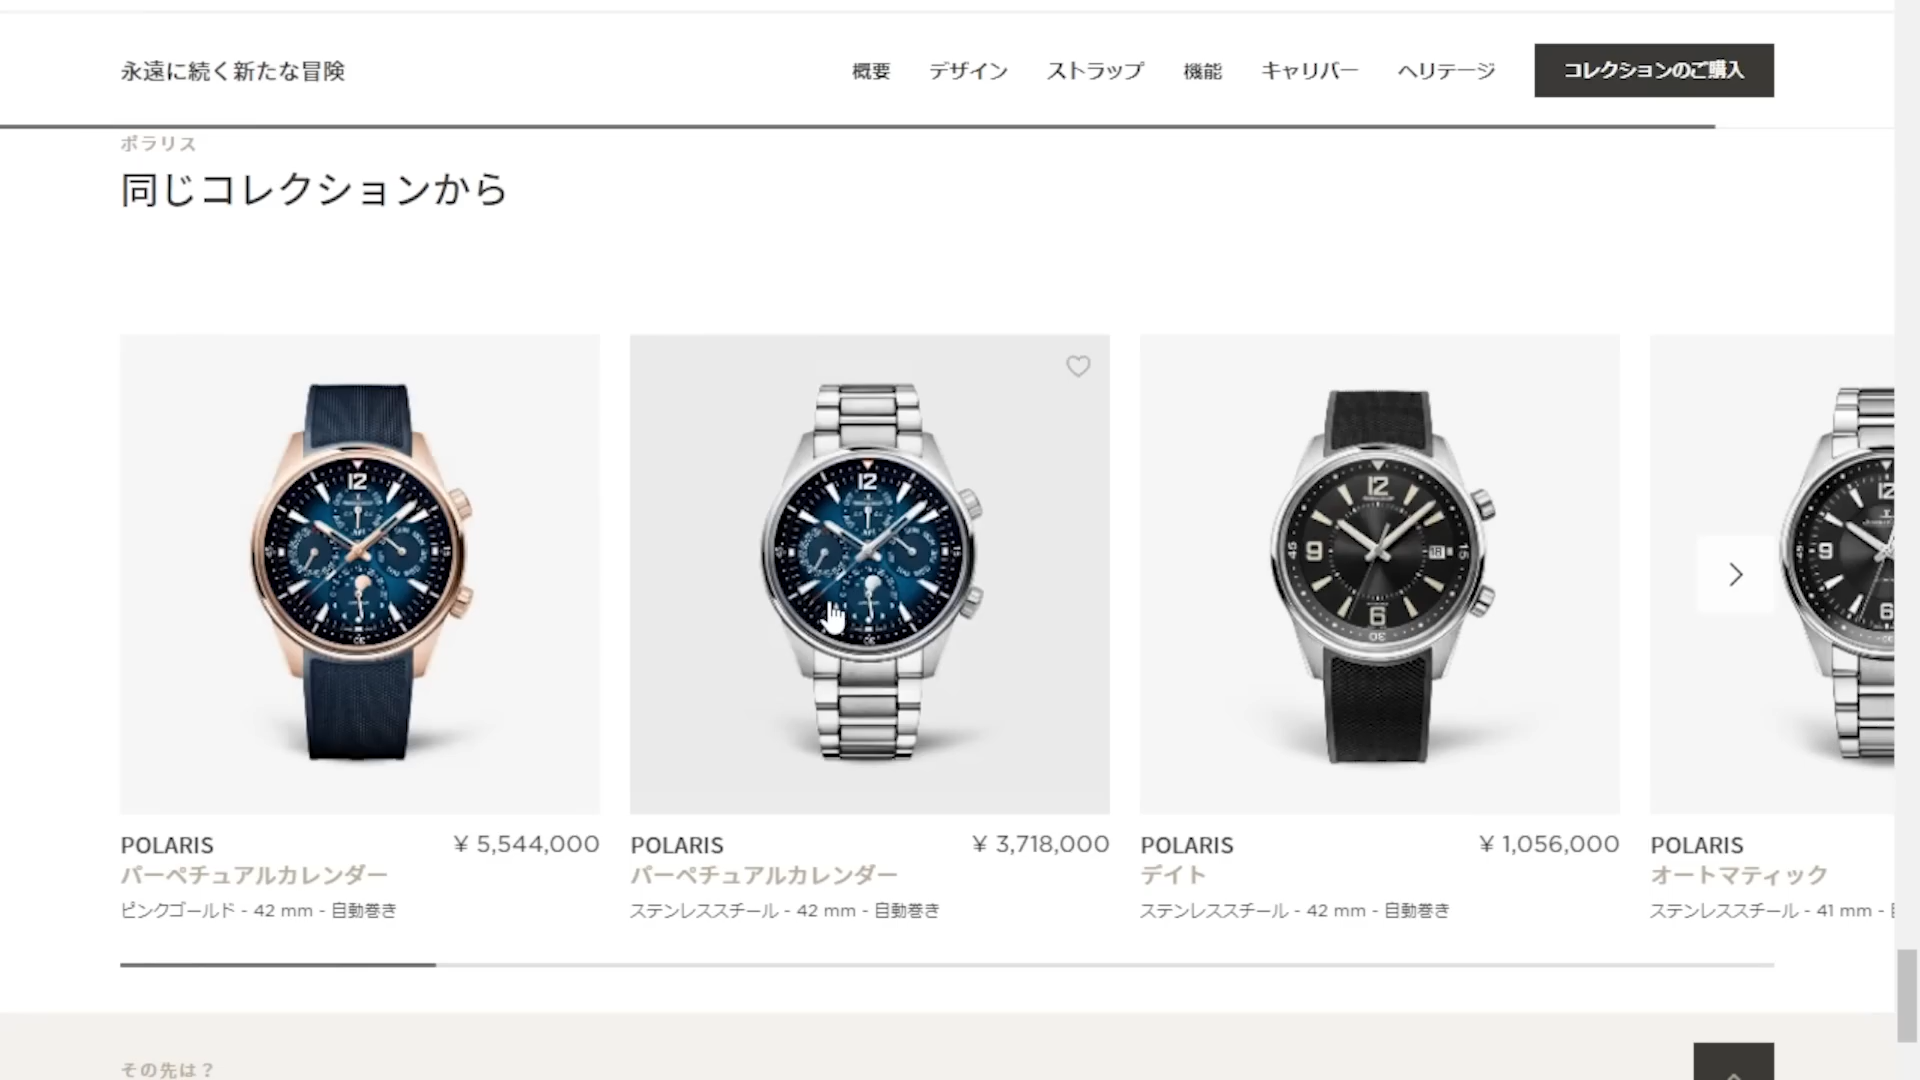 永遠に続く新たな冒険
概要 デザイン ストラップ 機能 キャリバー ヘリテージ コレクションのご購入
ポラリス
同じコレクションから
POLARIS ¥ 5,544,000
パーペチュアルカレンダー
ピンクゴールド - 42 mm - 自動巻き
POLARIS ¥ 3,718,000
パーペチュアルカレンダー
ステンレススチール - 42 mm - 自動巻き
POLARIS ¥ 1,056,000
デイト
ステンレススチール - 42 mm - 自動巻き
POLARIS
オートマティック
ステンレススチール - 41 mm -
その先は？